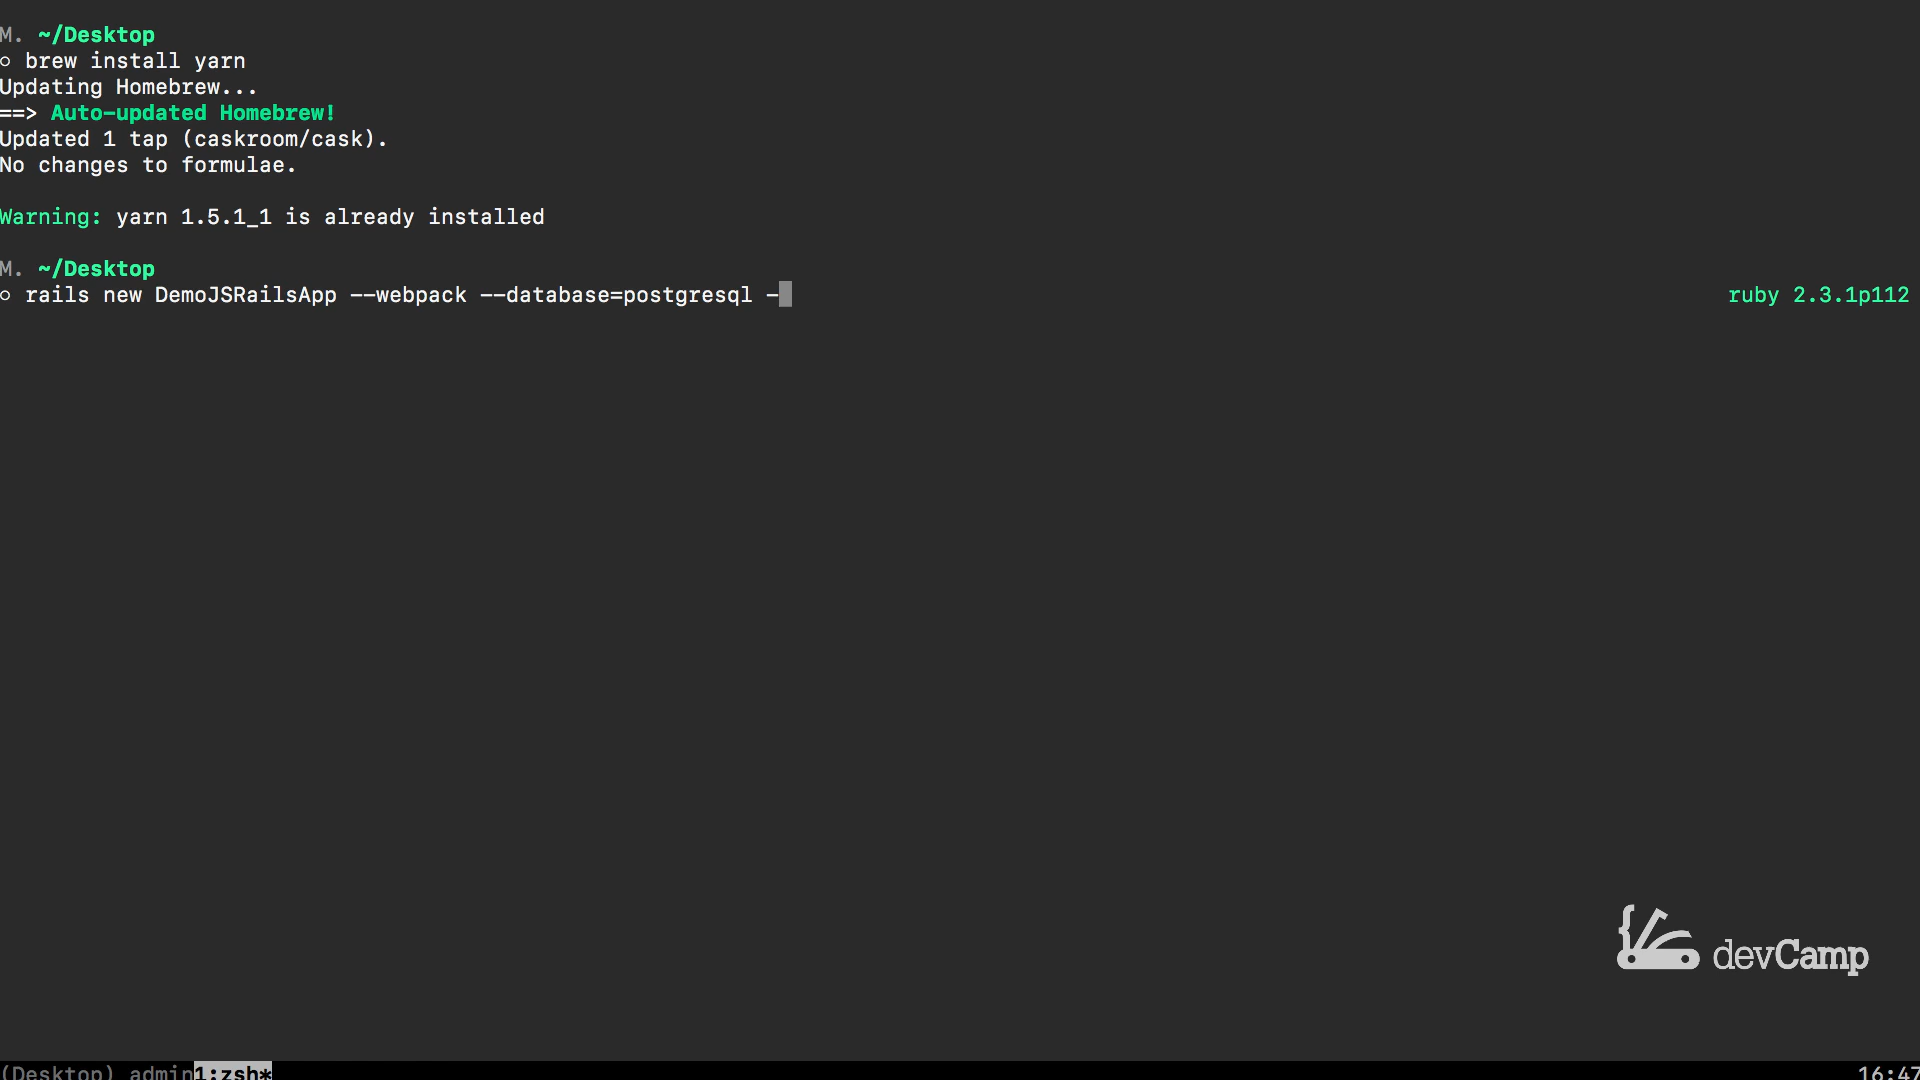 M. ~/Desktop
○ brew install yarn
Updating Homebrew...
==> Auto-updated Homebrew!
Updated 1 tap (caskroom/cask).
No changes to formulae.
Warning: yarn 1.5.1_1 is already installed
M. ~/Desktop
○ rails new DemoJSRailsApp --webpack --database=postgresql - ruby 2.3.1p112
devCamp
(Desktop) admin 1:zsh* 16:47